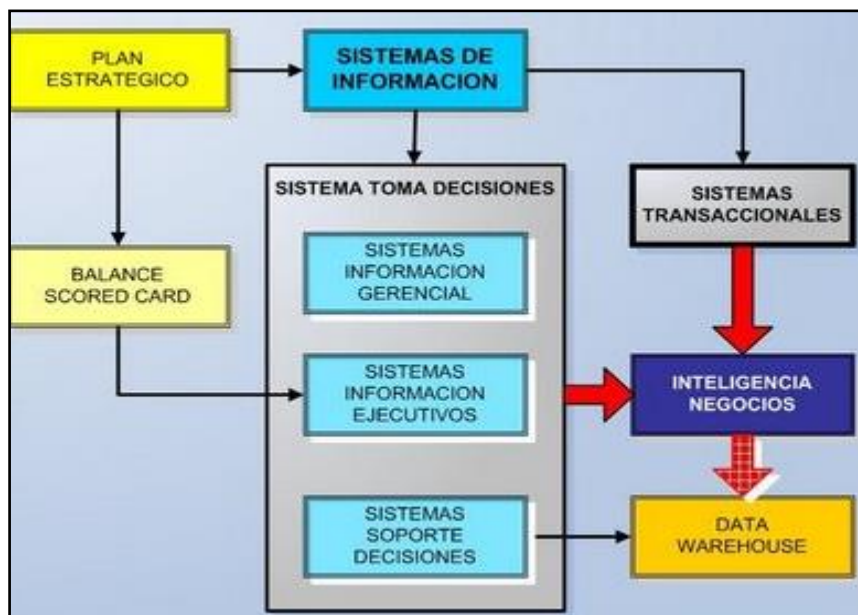 PLAN
ESTRATEGICO
SISTEMAS DE
INFORMACION
SISTEMA TOMA DECISIONES
SISTEMAS
TRANSACCIONALES
SISTEMAS
INFORMACION
GERENCIAL
BALANCE
SCORED CARD
SISTEMAS
INFORMACION
EJECUTIVOS
INTELIGENCIA
NEGOCIOS
SISTEMAS
SOPORTE
DECISIONES
DATA
WAREHOUSE